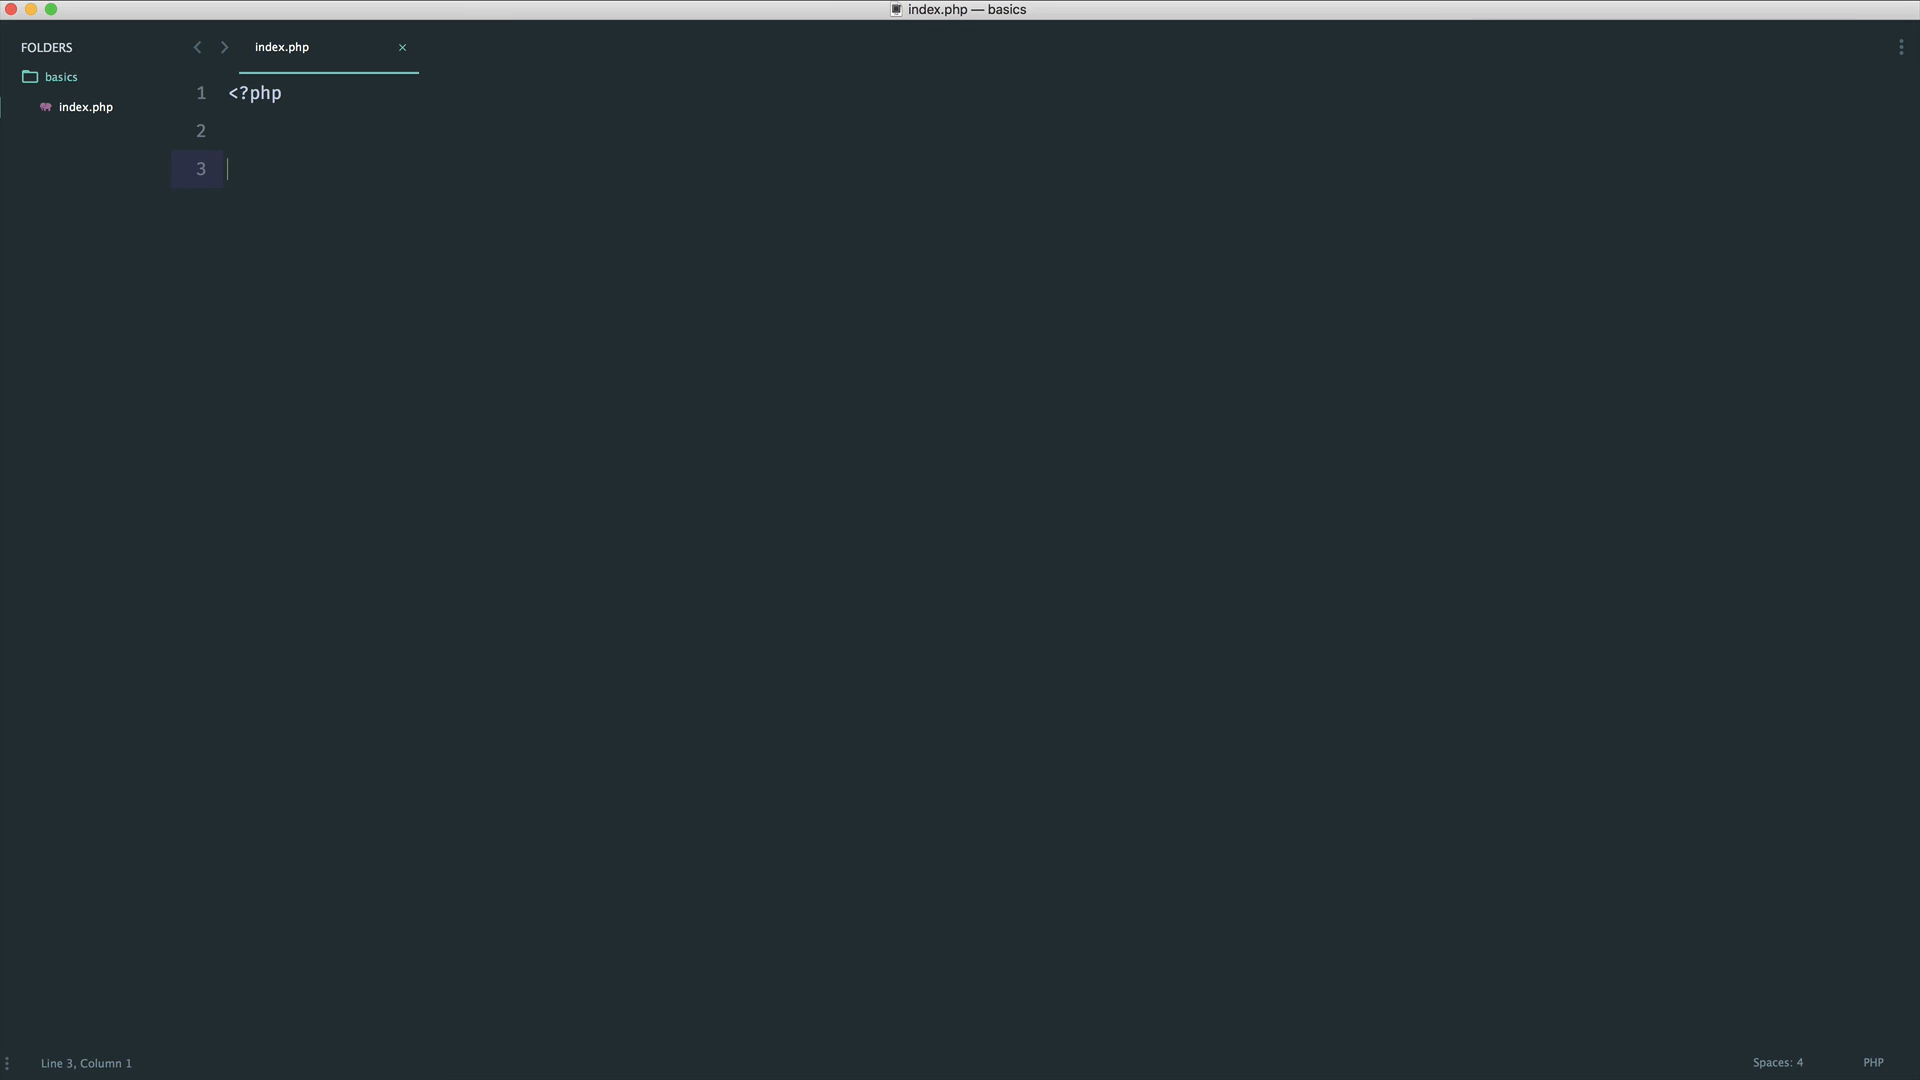 index.php — basics
FOLDERS
basics
index.php
index.php ×
1 <?php
2
3
Line 3, Column 1
Spaces: 4
PHP